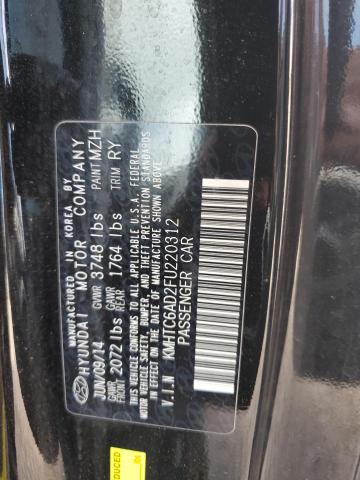 MANUFACTURED IN KOREA BY
HYUNDAI MOTOR COMPANY
JUN/09/14 GVWR 3748 lbs PAINT MZH
GAWR FRONT 2072 lbs GAWR REAR 1764 lbs TRIM RY
THIS VEHICLE CONFORMS TO ALL APPLICABLE U.S.A. FEDERAL
MOTOR VEHICLE SAFETY, BUMPER, AND THEFT PREVENTION STANDARDS
IN EFFECT ON THE DATE OF MANUFACTURE SHOWN ABOVE.
V.I.N KMHTC6AD2FU220312
PASSENGER CAR